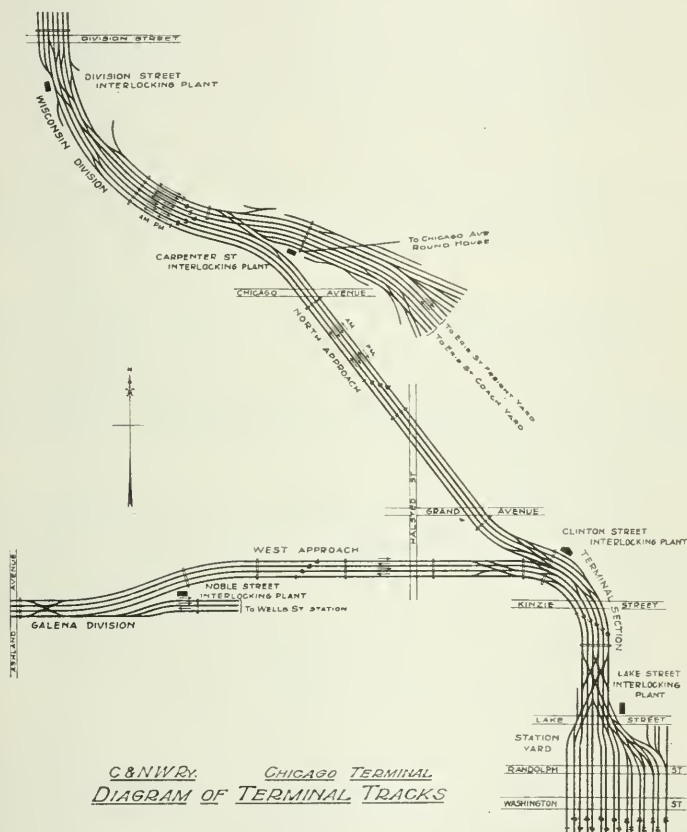 DIVISION STREET
DIVISION STREET
INTERLOCKING PLANT
WISCONSIN DIVISION
AM PM
CARPENTER ST
INTERLOCKING PLANT
TO CHICAGO AVE
ROUND HOUSE
CHICAGO AVENUE
NORTH APPROACH
AM
PM
TO ERIE ST FREIGHT YARD
TO ERIE ST COACH YARD
HALSTED ST
GRAND AVENUE
CLINTON STREET
INTERLOCKING PLANT
TERMINAL SECTION
WEST APPROACH
NOBLE STREET
INTERLOCKING PLANT
TO WELLS ST STATION
ASHLAND AVENUE
GALENA DIVISION
KINZIE STREET
LAKE STREET
INTERLOCKING
PLANT
LAKE STREET
STATION
YARD
RANDOLPH ST
WASHINGTON ST
C&NWRY. CHICAGO TERMINAL
DIAGRAM OF TERMINAL TRACKS